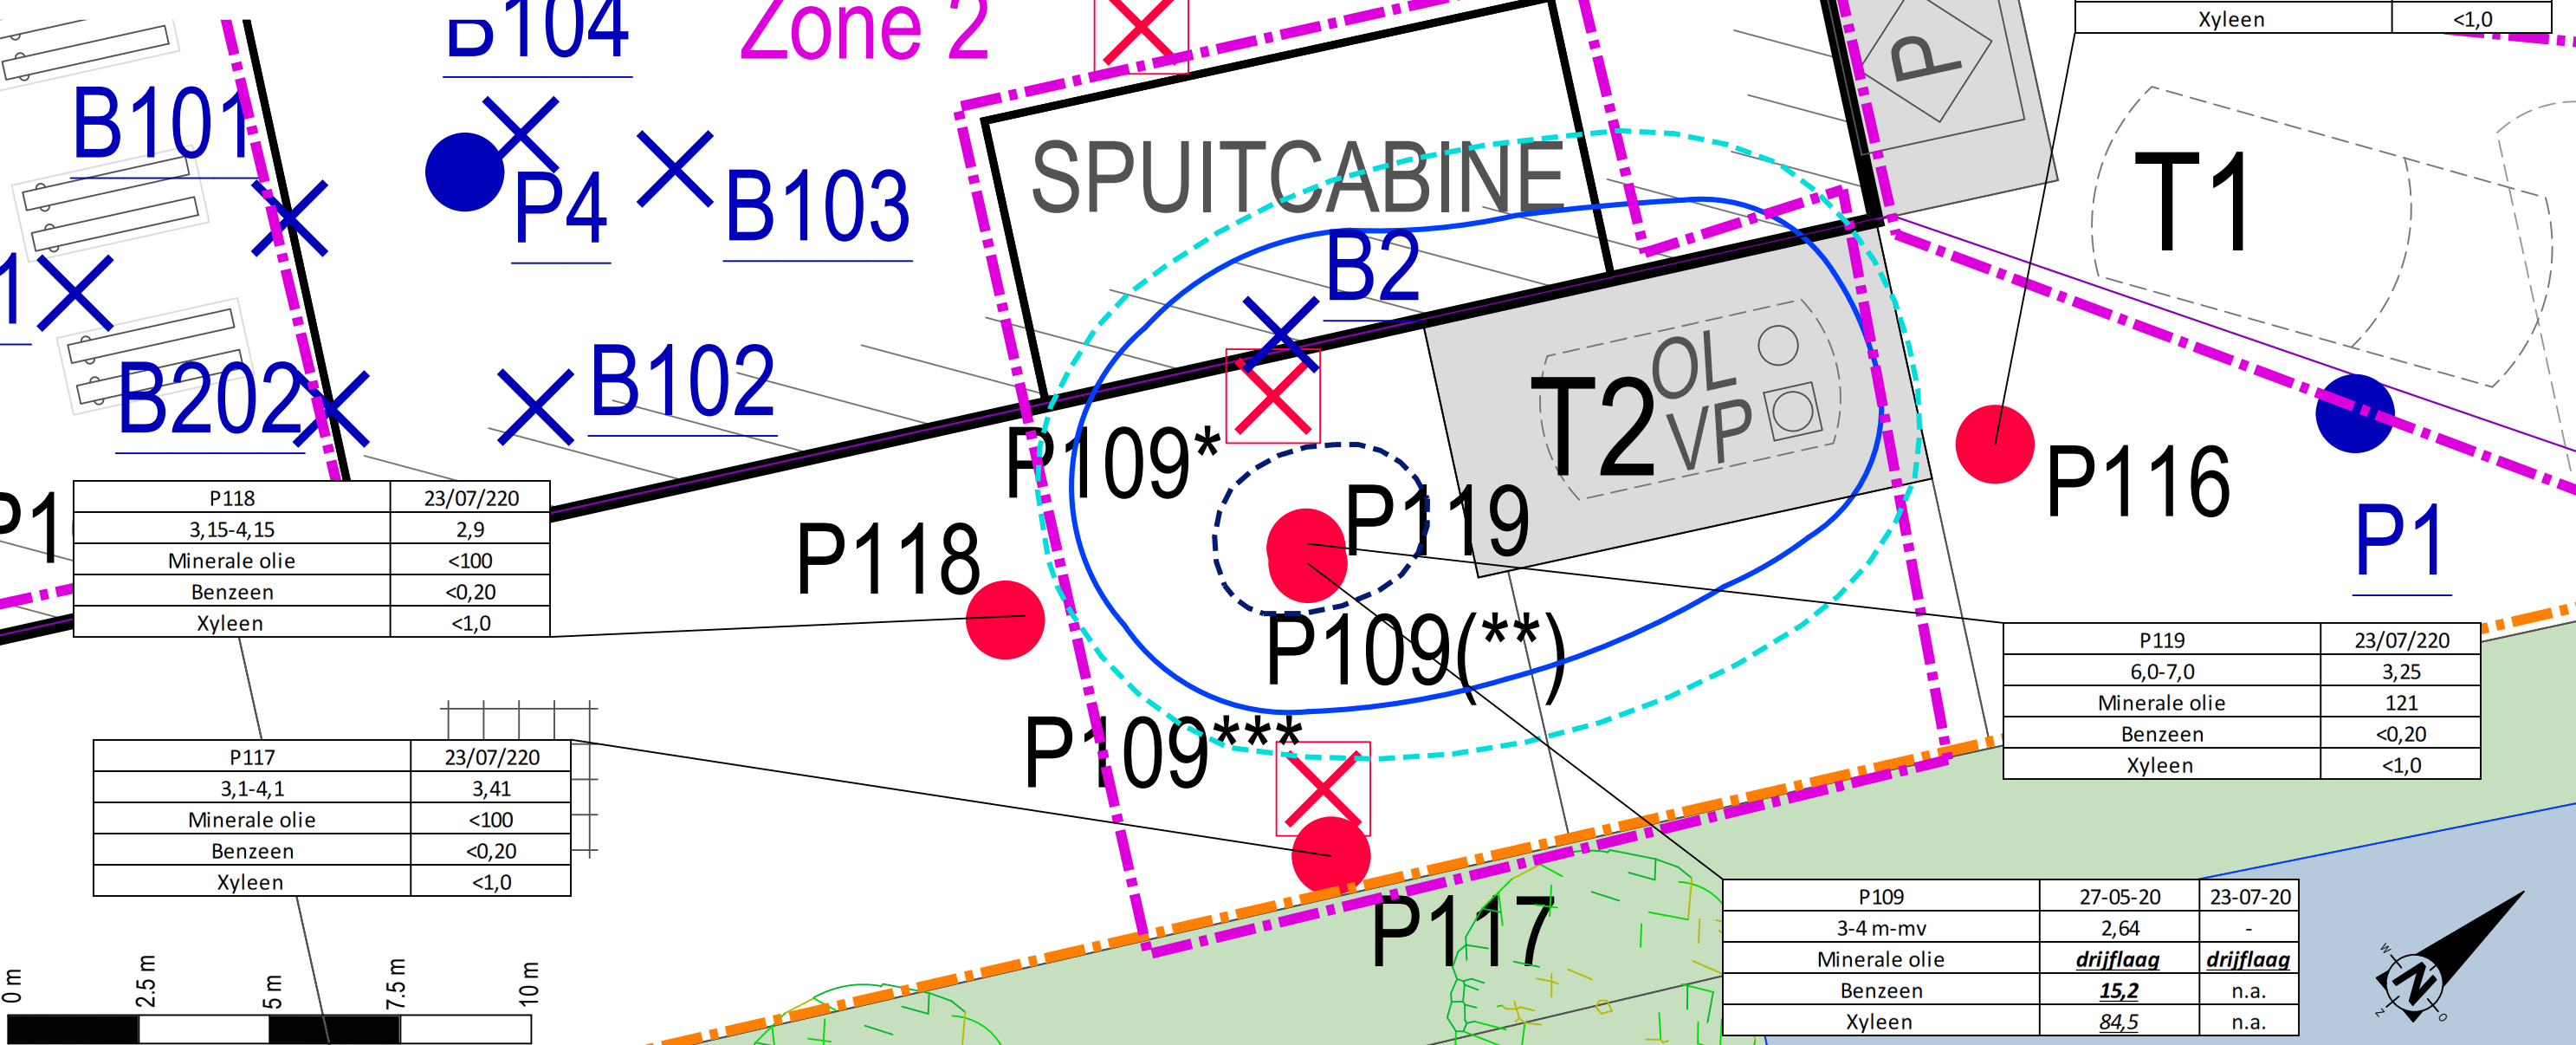 B104
Zone 2
Xyleen <1,0
P
B101
SPUITCABINE
T1
P4
B103
B2
1
B202
B102
OL
VP
T2
P109*
P116
P1
P118 23/07/220
3,15-4,15 2,9
Minerale olie <100
Benzeen <0,20
Xyleen <1,0
P118
P119
P109(**)
P119 23/07/220
6,0-7,0 3,25
Minerale olie 121
Benzeen <0,20
Xyleen <1,0
P109***
P117 23/07/220
3,1-4,1 3,41
Minerale olie <100
Benzeen <0,20
Xyleen <1,0
P117
P109 27-05-20 23-07-20
3-4 m-mv 2,64 -
Minerale olie drijflaag drijflaag
Benzeen 15,2 n.a.
Xyleen 84,5 n.a.
0 m 2.5 m 5 m 7.5 m 10 m
W
N
Z
O